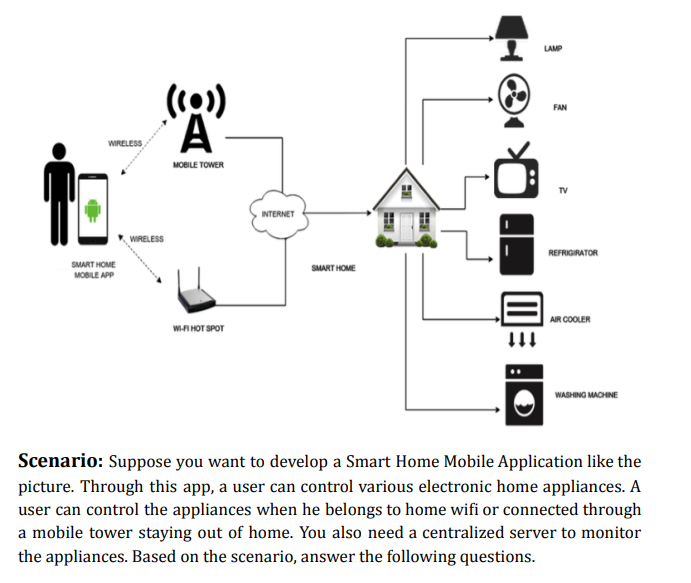 LAMP
FAN
WIRELESS
MOBILE TOWER
TV
INTERNET
WIRELESS
REFRIGIRATOR
SMART HOME
MOBILE APP
SMART HOME
WI-FI HOT SPOT
AIR COOLER
WASHING MACHINE
Scenario: Suppose you want to develop a Smart Home Mobile Application like the
picture. Through this app, a user can control various electronic home appliances. A
user can control the appliances when he belongs to home wifi or connected through
a mobile tower staying out of home. You also need a centralized server to monitor
the appliances. Based on the scenario, answer the following questions.